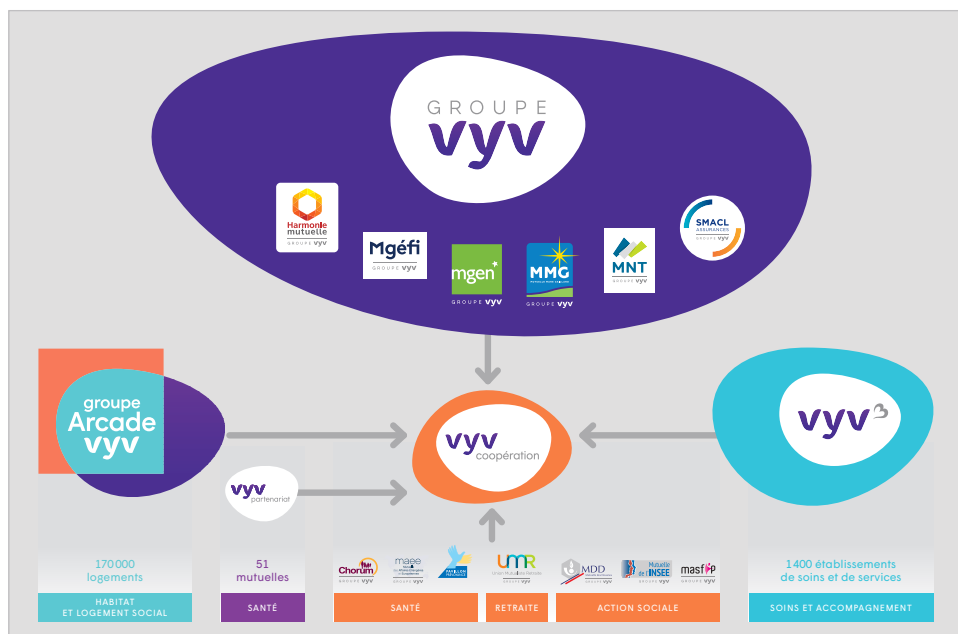 GROUPE
vyv
Harmonie
mutuelle
GROUPE vyv
Mgéfi
GROUPE vyv
mgen
GROUPE vyv
MMG
GROUPE vyv
MNT
GROUPE vyv
SMACL
ASSURANCES
GROUPE vyv
groupe
Arcade
vyv
vyv
coopération
vyv 3
vyv
partenariat
170 000
logements
51
mutuelles
Chorum
GROUPE vyv
maee
GROUPE vyv
umr
GROUPE vyv
MDD
GROUPE vyv
Mutuelle
de l'INSEE
GROUPE vyv
masfip
GROUPE vyv
1 400 établissements
de soins et de services
HABITAT
ET LOGEMENT SOCIAL
SANTÉ
SANTÉ
RETRAITE
ACTION SOCIALE
SOINS ET ACCOMPAGNEMENT